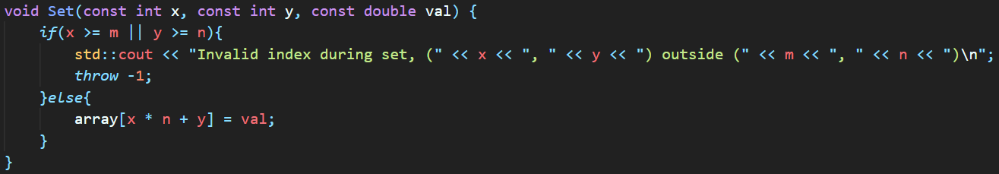 void Set(const int x, const int y, const double val) {
    if(x >= m || y >= n){
        std::cout << "Invalid index during set, (" << x << ", " << y << ") outside (" << m << ", " << n << ")\n";
        throw -1;
    }else{
        array[x * n + y] = val;
    }
}